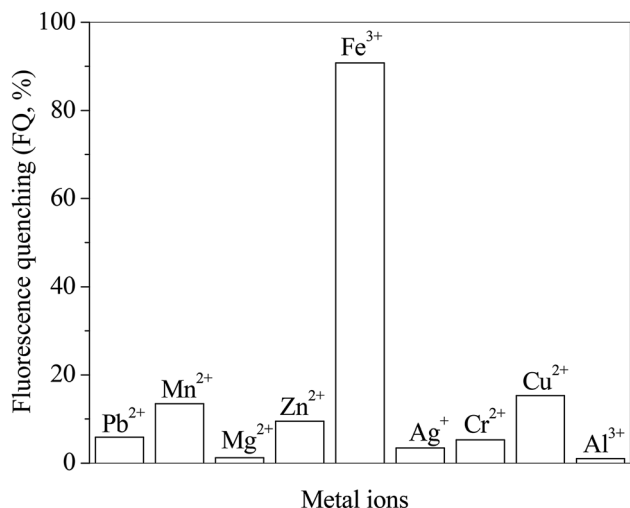 Fluorescence quenching (FQ, %)
100
80
60
40
20
0
Pb²⁺
Mn²⁺
Mg²⁺
Zn²⁺
Fe³⁺
Ag⁺
Cr²⁺
Cu²⁺
Al³⁺
Metal ions